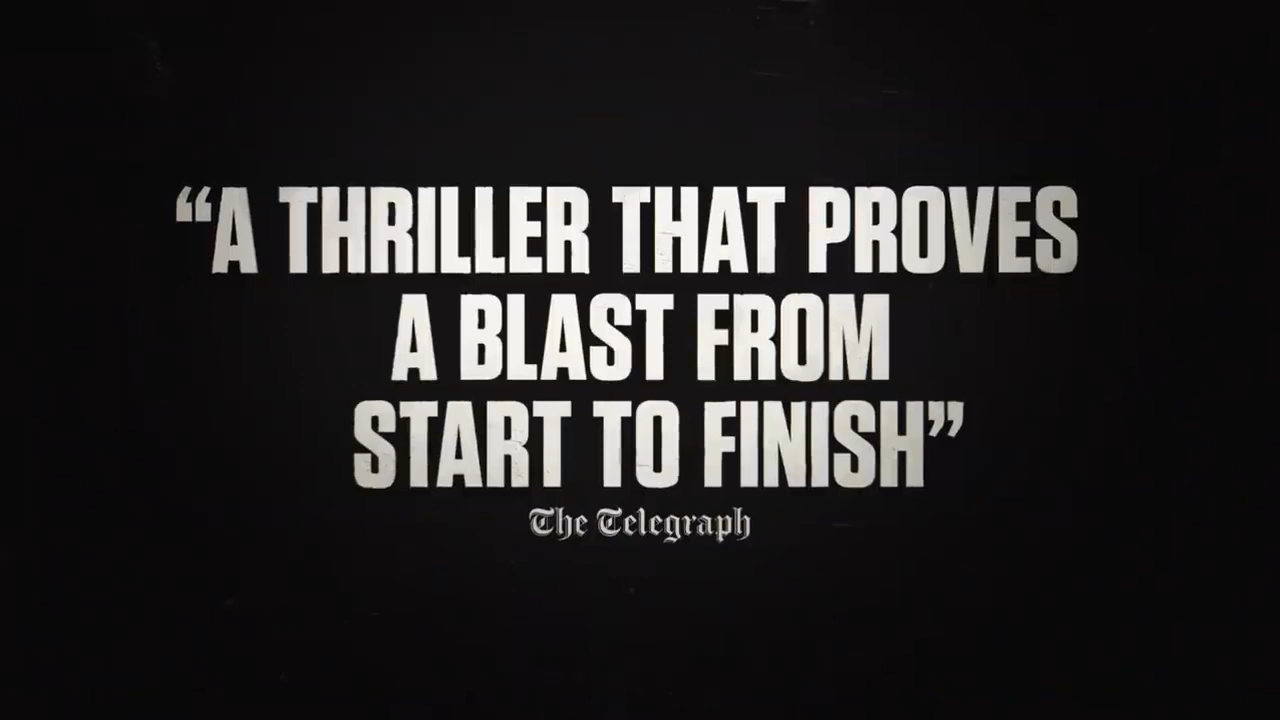 “A THRILLER THAT PROVES
A BLAST FROM
START TO FINISH”
The Telegraph